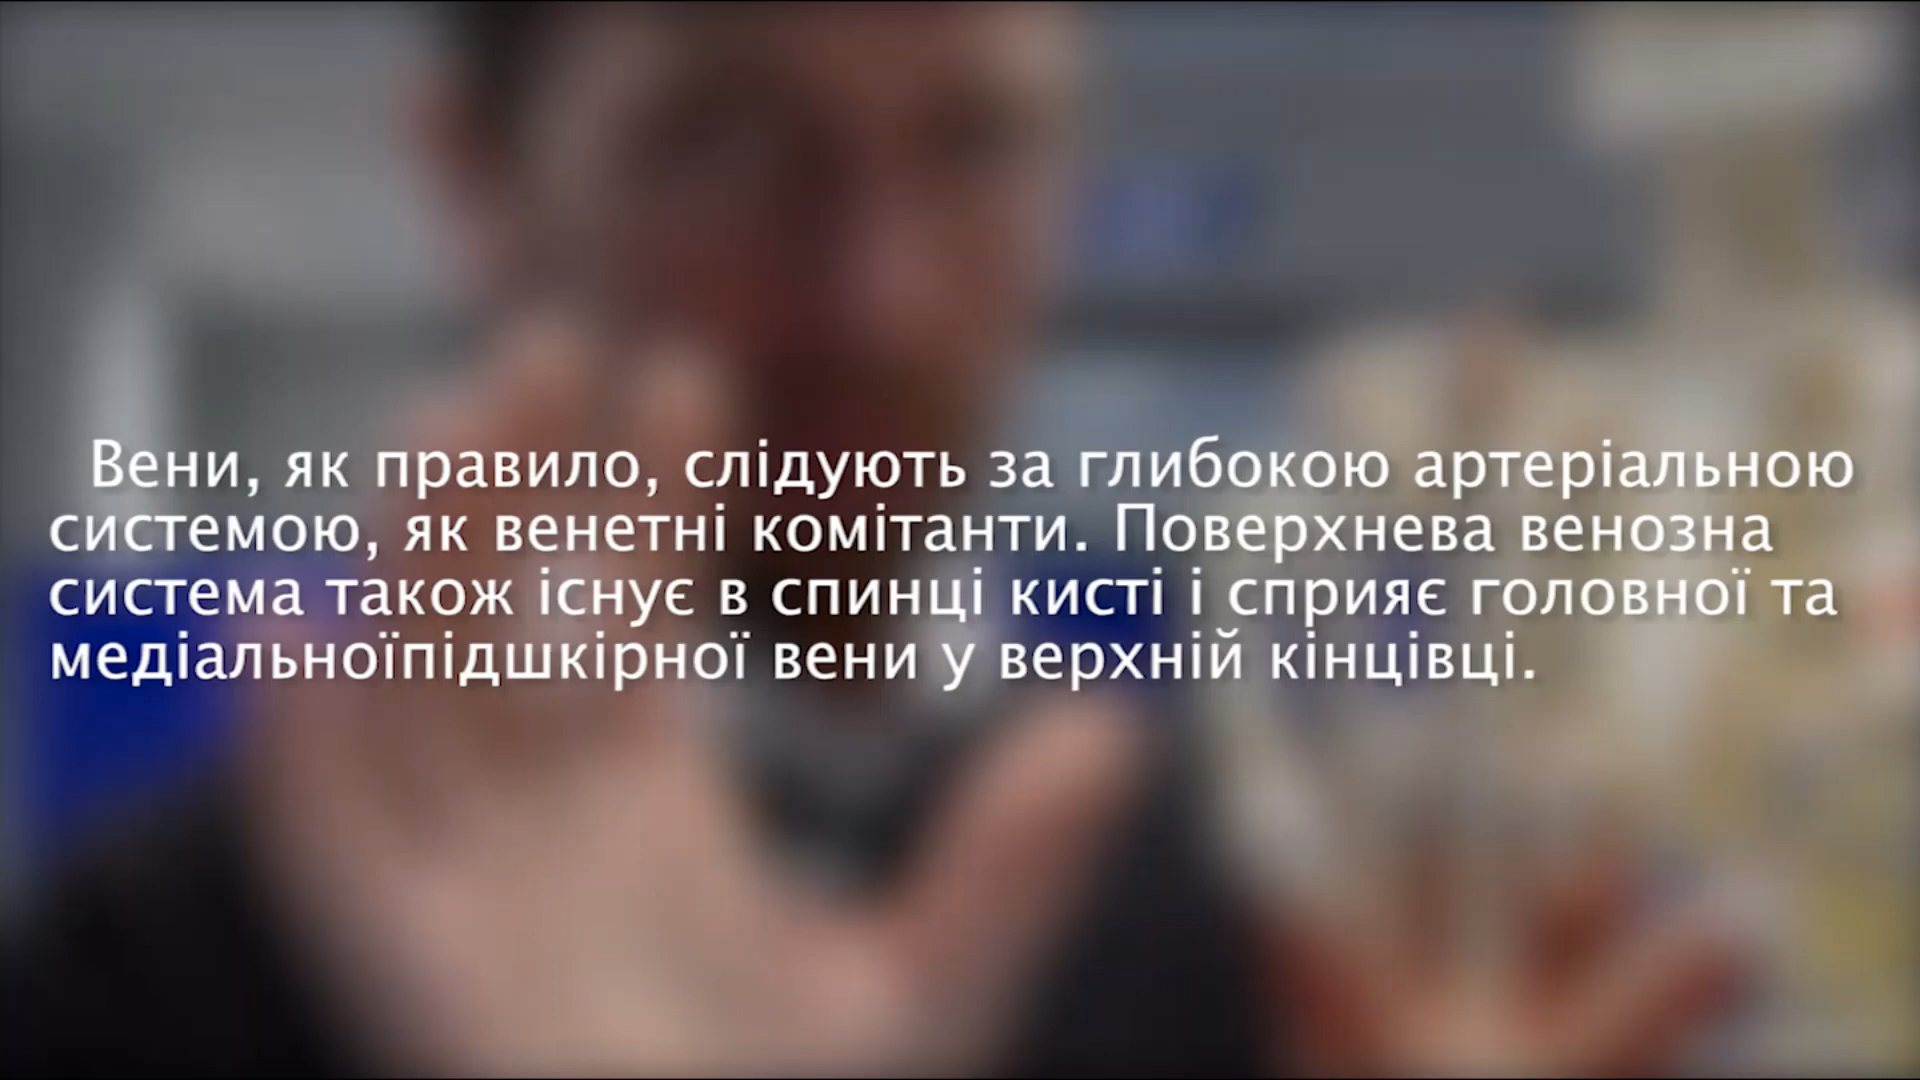 Вени, як правило, слідують за глибокою артеріальною
системою, як венетні комітанти. Поверхнева венозна
система також існує в спинці кисті і сприяє головної та
медіальноїпідшкірної вени у верхній кінцівці.